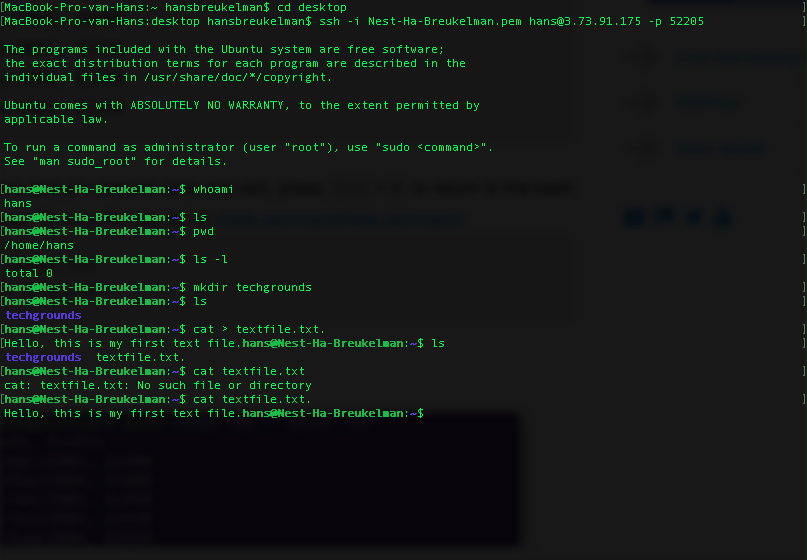 [MacBook-Pro-van-Hans:~ hansbreukelman$ cd desktop ]
[MacBook-Pro-van-Hans:desktop hansbreukelman$ ssh -i Nest-Ha-Breukelman.pem hans@3.73.91.175 -p 52205
The programs included with the Ubuntu system are free software;
the exact distribution terms for each program are described in the
individual files in /usr/share/doc/*/copyright.
Ubuntu comes with ABSOLUTELY NO WARRANTY, to the extent permitted by
applicable law.
To run a command as administrator (user "root"), use "sudo <command>".
See "man sudo_root" for details.
[hans@Nest-Ha-Breukelman:~$ whoami ]
hans
[hans@Nest-Ha-Breukelman:~$ ls ]
[hans@Nest-Ha-Breukelman:~$ pwd ]
/home/hans
[hans@Nest-Ha-Breukelman:~$ ls -l ]
total 0
[hans@Nest-Ha-Breukelman:~$ mkdir techgrounds ]
[hans@Nest-Ha-Breukelman:~$ ls ]
techgrounds
[hans@Nest-Ha-Breukelman:~$ cat > textfile.txt. ]
[Hello, this is my first text file.hans@Nest-Ha-Breukelman:~$ ls ]
techgrounds  textfile.txt.
[hans@Nest-Ha-Breukelman:~$ cat textfile.txt ]
cat: textfile.txt: No such file or directory
[hans@Nest-Ha-Breukelman:~$ cat textfile.txt. ]
Hello, this is my first text file.hans@Nest-Ha-Breukelman:~$